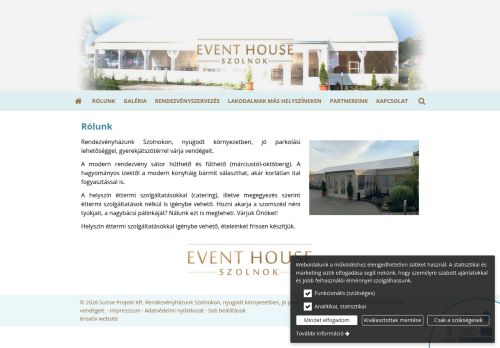 EVENT HOUSE
SZOLNOK
RÓLUNK GALÉRIA RENDEZVÉNYSZERVEZÉS LAKODALMAK MÁS HELYSZÍNEKEN PARTNEREINK KAPCSOLAT
Rólunk
Rendezvényházunk Szolnokon, nyugodt környezetben, jó parkolási
lehetőséggel, gyerekjátszótérrel várja vendégeit.
A modern rendezvény sátor hűthető és fűthető (márciustól-októberig). A
hagyományos ízektől a modern konyháig bármit választhat, akár korlátlan ital
fogyasztással is.
A helyszín éttermi szolgáltatásokkal (catering), illetve megegyezés szerint
éttermi szolgáltatások nélkül is igénybe vehető. Hozni akarja a szomszéd néni
tyúkjait, a nagybácsi pálinkáját? Nálunk ezt is megteheti. Várjuk Önöket!
Helyszín éttermi szolgáltatásokkal igénybe vehető, ételeinket frissen készítjük.
EVENT HOUSE
SZOLNOK
© 2026 Suisse Projekt Kft. Rendezvényházunk Szolnokon, nyugodt környezetben, jó
vendégeit. - Impresszum - Adatvédelmi nyilatkozat - Süti beállítások
Kreatív website
Weboldalunk a működéshez elengedhetetlen sütiket használ. A statisztikai és
marketing sütik elfogadása segít nekünk, hogy személyre szabott ajánlatokkal
és jobb felhasználói élménnyel szolgálhassunk.
Funkcionális (szükséges)
Analitikai, statisztikai
Mindet elfogadom
Kiválasztottak mentése
Csak a szükségesek
További információ